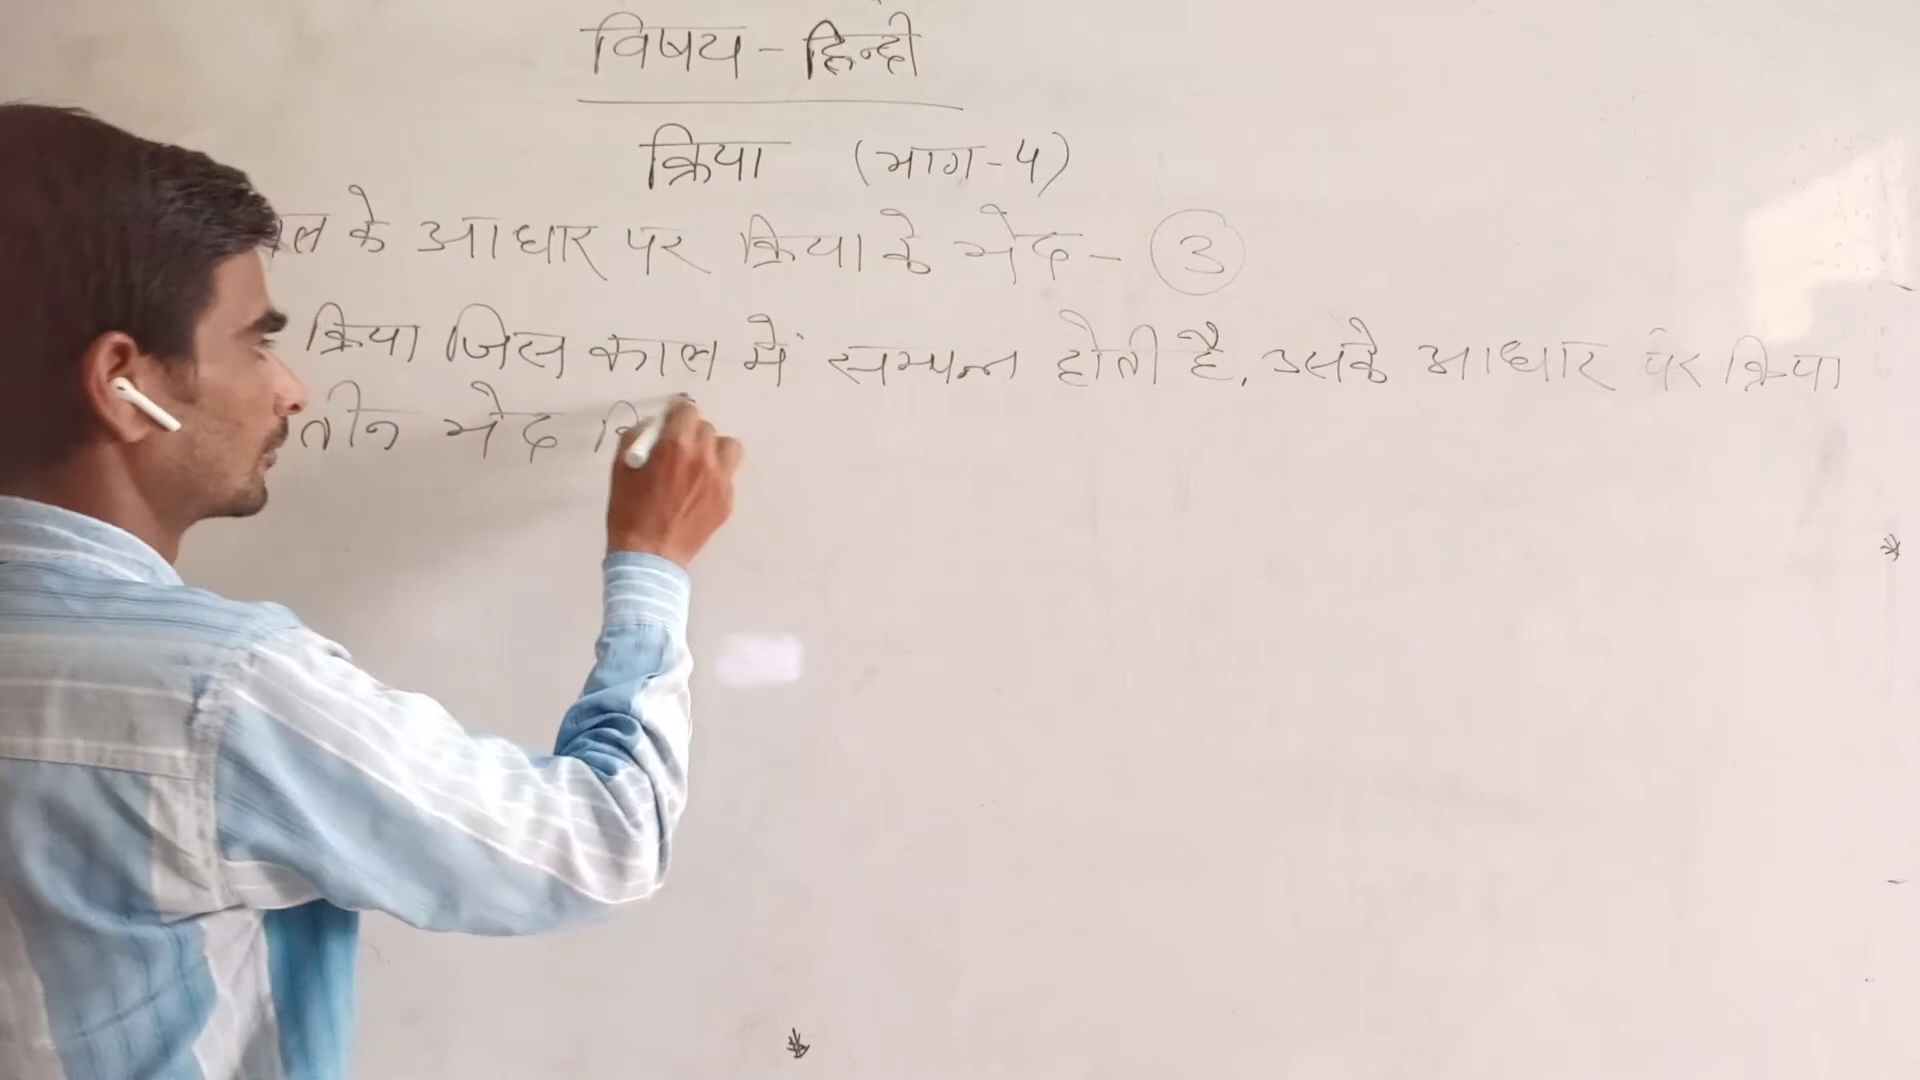 विषय - हिन्दी
क्रिया (भाग-4)
के आधार पर क्रिया के भेद - 3
क्रिया जिस काल में सम्पन्न होती है, उसके आधार पर क्रिया
तीन भेद